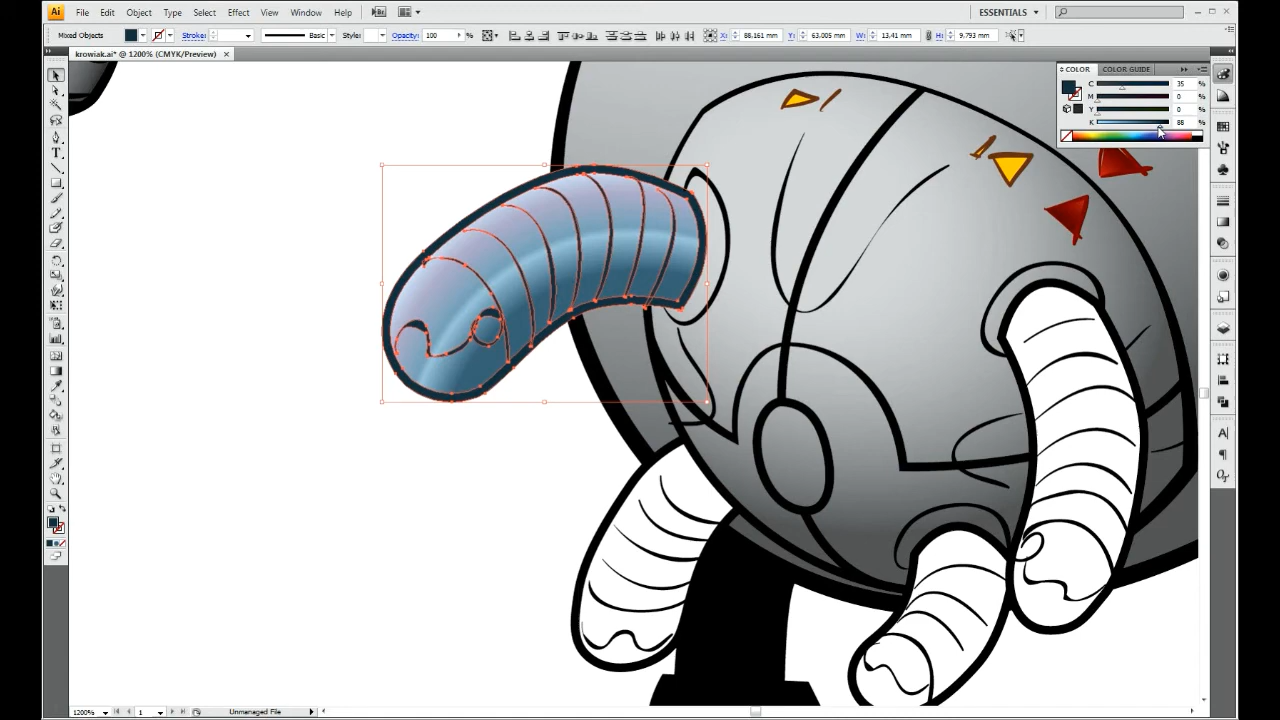 Ai File Edit Object Type Select Effect View Window Help Br ESSENTIALS
Mixed Objects Stroke: Basic Style: Opacity: 100 % X: 88.161 mm Y: 63.005 mm W: 13.41 mm H: 9.793 mm
krowiak.ai* @ 1200% (CMYK/Preview)
COLOR COLOR GUIDE
C 35 %
M 0 %
Y 0 %
K 88 %
1200% 1 Unmanaged File